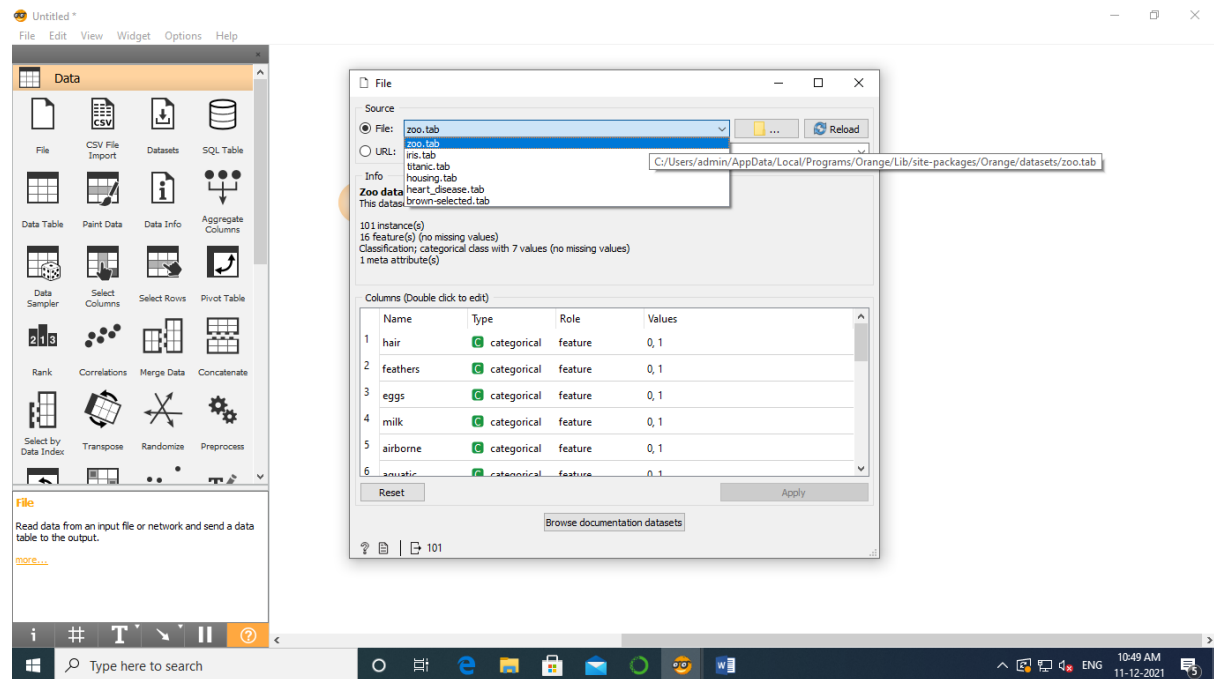 Untitled *
File Edit View Widget Options Help
Data
File
CSV File Import
Datasets
SQL Table
Data Table
Paint Data
Data Info
Aggregate Columns
Data Sampler
Select Columns
Select Rows
Pivot Table
Rank
Correlations
Merge Data
Concatenate
Select by Data Index
Transpose
Randomize
Preprocess
File
Read data from an input file or network and send a data
table to the output.
more...
File
Source
File: zoo.tab ... Reload
zoo.tab
URL: iris.tab
titanic.tab
housing.tab
heart_disease.tab
brown-selected.tab
C:/Users/admin/AppData/Local/Programs/Orange/Lib/site-packages/Orange/datasets/zoo.tab
Info
Zoo data
This datas
101 instance(s)
16 feature(s) (no missing values)
Classification; categorical class with 7 values (no missing values)
1 meta attribute(s)
Columns (Double click to edit)
Name Type Role Values
1 hair C categorical feature 0, 1
2 feathers C categorical feature 0, 1
3 eggs C categorical feature 0, 1
4 milk C categorical feature 0, 1
5 airborne C categorical feature 0, 1
6 aquatic C categorical feature 0, 1
Reset Apply
Browse documentation datasets
101
Type here to search
ENG
10:49 AM
11-12-2021
5